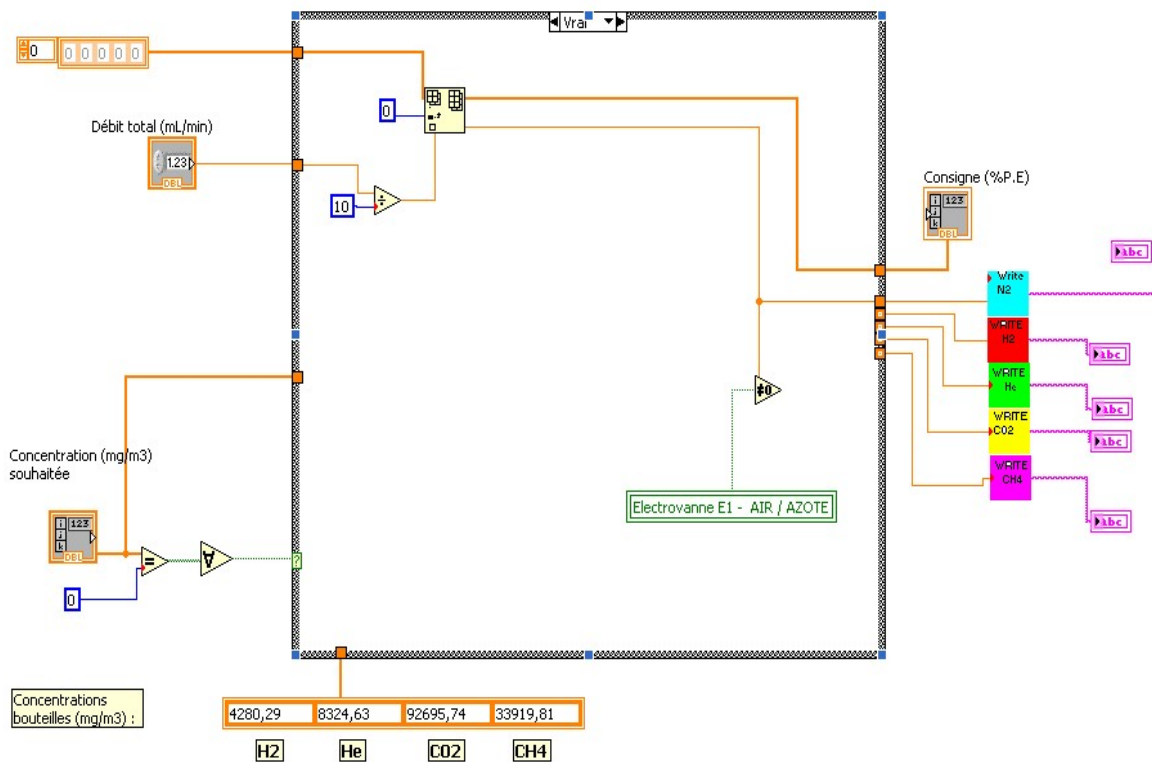 Vrai
0
0 0 0 0 0
Débit total (mL/min)
1.23
DBL
0
10
÷
Consigne (%P.E)
i
j
k
123
DBL
abc
Write
N2
WRITE
H2
abc
WRITE
He
abc
WRITE
CO2
abc
WRITE
CH4
abc
≠0
Electrovanne E1 - AIR / AZOTE
Concentration (mg/m3)
souhaitée
i
j
k
123
DBL
=
∀
?
0
Concentrations
bouteilles (mg/m3) :
4280,29 8324,63 92695,74 33919,81
H2 He CO2 CH4